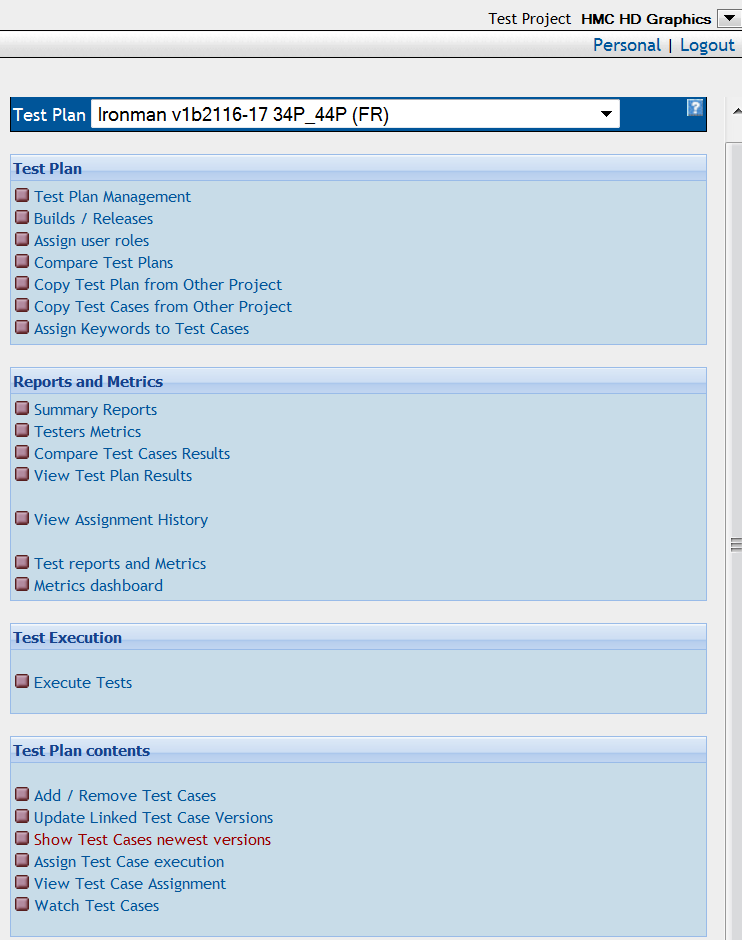 Test Project HMC HD Graphics
Personal | Logout
Test Plan Ironman v1b2116-17 34P_44P (FR) ?
Test Plan
Test Plan Management
Builds / Releases
Assign user roles
Compare Test Plans
Copy Test Plan from Other Project
Copy Test Cases from Other Project
Assign Keywords to Test Cases
Reports and Metrics
Summary Reports
Testers Metrics
Compare Test Cases Results
View Test Plan Results
View Assignment History
Test reports and Metrics
Metrics dashboard
Test Execution
Execute Tests
Test Plan contents
Add / Remove Test Cases
Update Linked Test Case Versions
Show Test Cases newest versions
Assign Test Case execution
View Test Case Assignment
Watch Test Cases